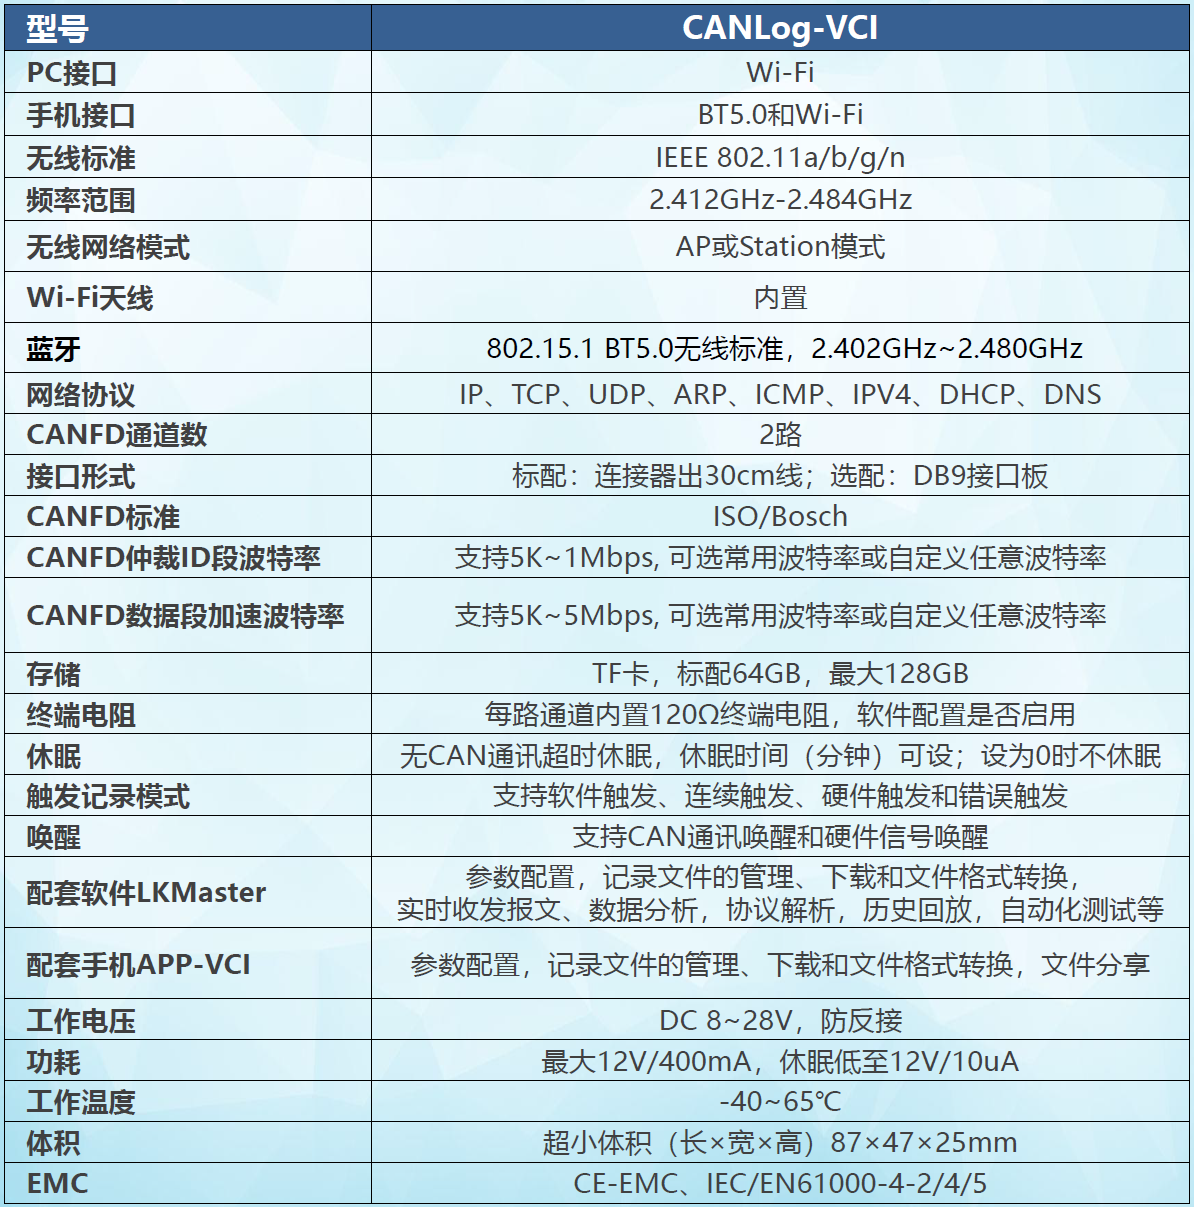 型号 CANLog-VCI
PC接口 Wi-Fi
手机接口 BT5.0和Wi-Fi
无线标准 IEEE 802.11a/b/g/n
频率范围 2.412GHz-2.484GHz
无线网络模式 AP或Station模式
Wi-Fi天线 内置
蓝牙 802.15.1 BT5.0无线标准，2.402GHz~2.480GHz
网络协议 IP、TCP、UDP、ARP、ICMP、IPV4、DHCP、DNS
CANFD通道数 2路
接口形式 标配：连接器出30cm线；选配：DB9接口板
CANFD标准 ISO/Bosch
CANFD仲裁ID段波特率 支持5K~1Mbps, 可选常用波特率或自定义任意波特率
CANFD数据段加速波特率 支持5K~5Mbps, 可选常用波特率或自定义任意波特率
存储 TF卡，标配64GB，最大128GB
终端电阻 每路通道内置120Ω终端电阻，软件配置是否启用
休眠 无CAN通讯超时休眠，休眠时间（分钟）可设；设为0时不休眠
触发记录模式 支持软件触发、连续触发、硬件触发和错误触发
唤醒 支持CAN通讯唤醒和硬件信号唤醒
配套软件LKMaster 参数配置，记录文件的管理、下载和文件格式转换，
实时收发报文、数据分析，协议解析，历史回放，自动化测试等
配套手机APP-VCI 参数配置，记录文件的管理、下载和文件格式转换，文件分享
工作电压 DC 8~28V，防反接
功耗 最大12V/400mA，休眠低至12V/10uA
工作温度 -40~65℃
体积 超小体积（长×宽×高）87×47×25mm
EMC CE-EMC、IEC/EN61000-4-2/4/5